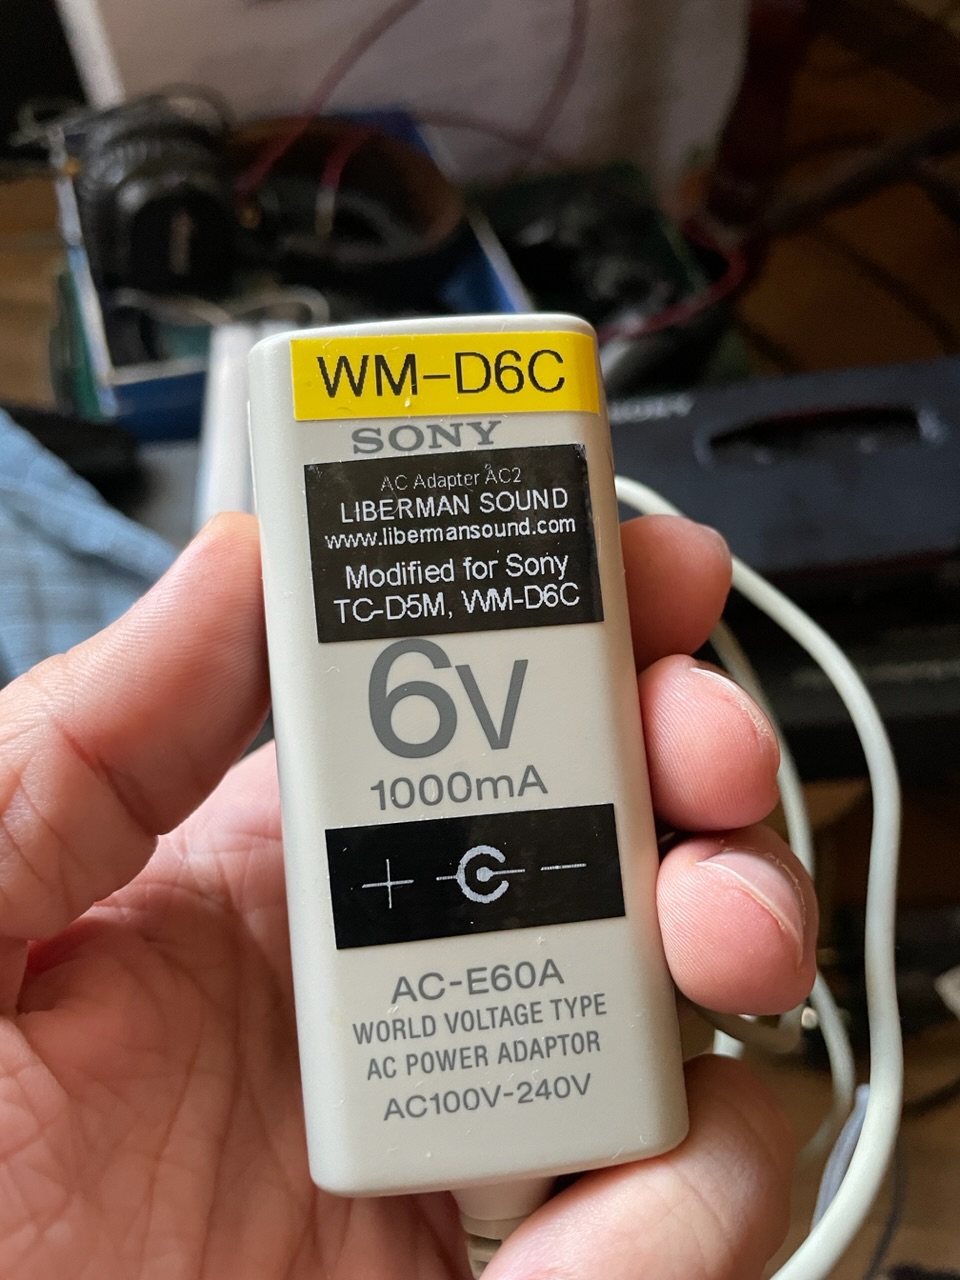 WM-D6C
SONY
AC Adapter AC2
LIBERMAN SOUND
www.libermansound.com
Modified for Sony
TC-D5M, WM-D6C
6V
1000mA
+ −
AC-E60A
WORLD VOLTAGE TYPE
AC POWER ADAPTOR
AC100V-240V
SONY